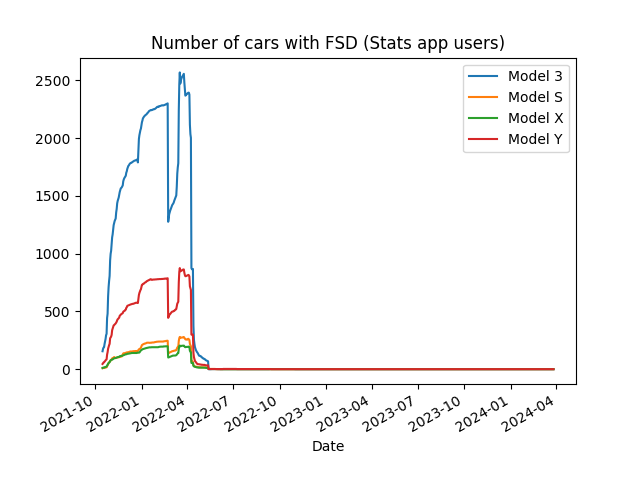 Number of cars with FSD (Stats app users)
2500
2000
1500
1000
500
0
Model 3
Model S
Model X
Model Y
2021-10
2022-01
2022-04
2022-07
2022-10
2023-01
2023-04
2023-07
2023-10
2024-01
2024-04
Date